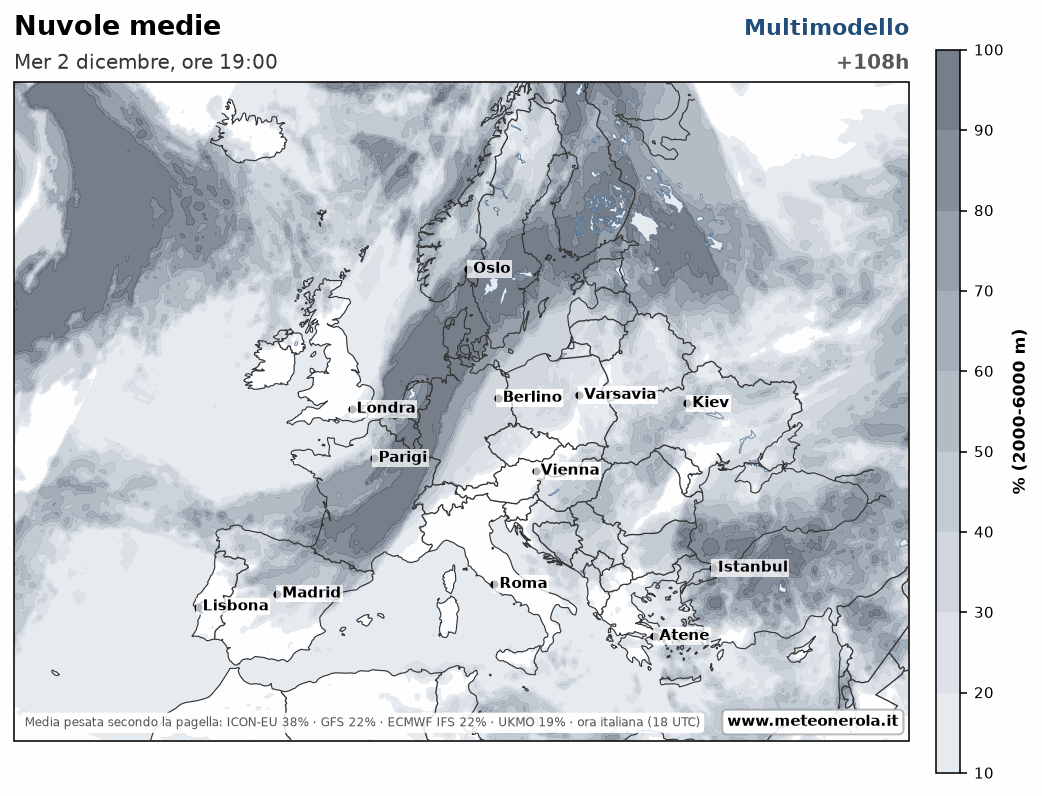 Nuvole medie
Multimodello
Mer 2 dicembre, ore 19:00
+108h
100
90
80
70
60
50
40
30
20
10
% (2000-6000 m)
Oslo
Berlino
Varsavia
Kiev
Londra
Parigi
Vienna
Istanbul
Roma
Madrid
Lisbona
Atene
Media pesata secondo la pagella: ICON-EU 38% · GFS 22% · ECMWF IFS 22% · UKMO 19% · ora italiana (18 UTC)
www.meteonerola.it